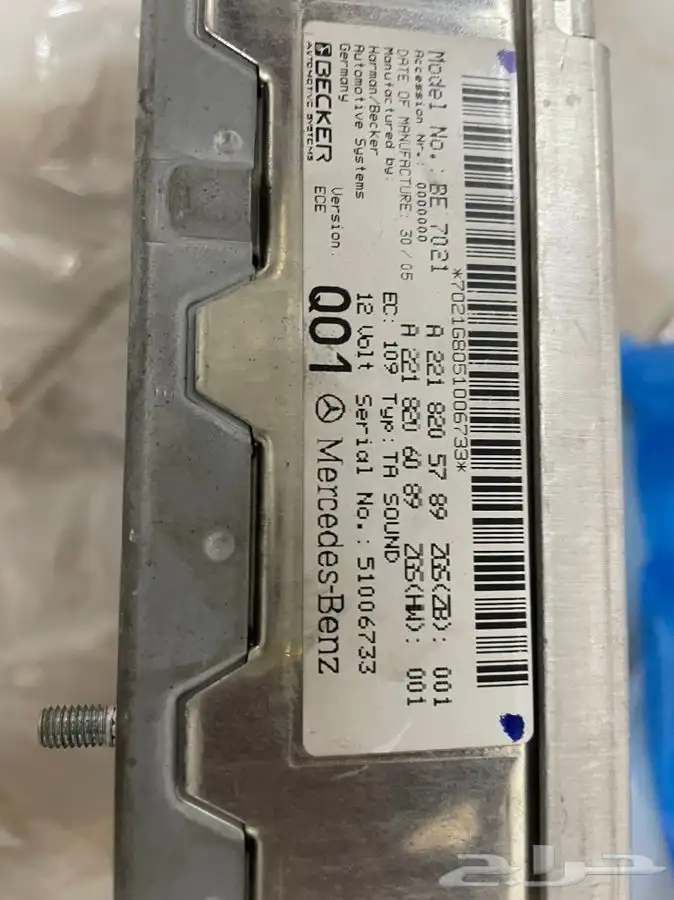 *7021G8051006733*
Model No.: BE 7021 A 221 820 57 89 ZGS(ZB): 001
Accession Nr.: 0000000 A 221 820 60 89 ZGS(HW): 001
DATE OF MANUFACTURE: 30/05 EC: 109 Typ: TA SOUND
Manufactured by: 12 Volt Serial No.: 51006733
Harman/Becker
Automotive Systems
Germany
Version:
ECE
Q01
Mercedes-Benz
BECKER
AUTOMOTIVE SYSTEMS
حراج